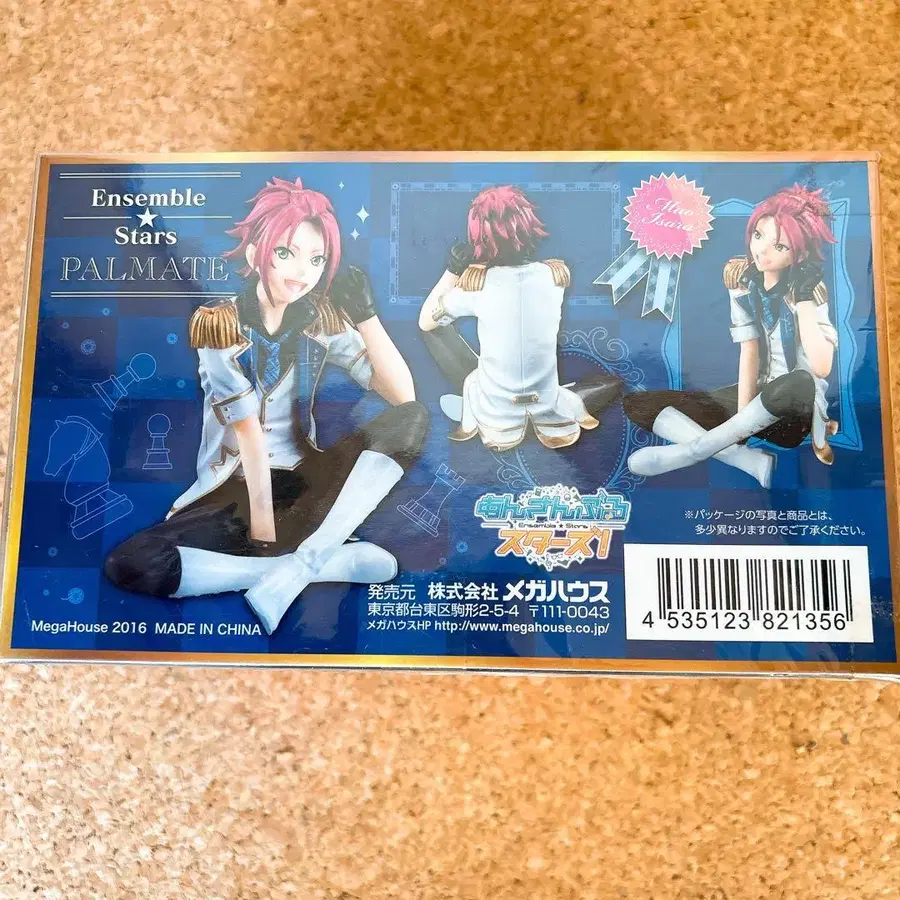 Ensemble
★
Stars
PALMATE
Mao
Isara
あんさんぶる
Ensemble★Stars
スターズ!
※パッケージの写真と商品とは、
多少異なりますのでご了承ください。
発売元 株式会社 メガハウス
東京都台東区駒形2-5-4 〒111-0043
メガハウスHP http://www.megahouse.co.jp/
MegaHouse 2016 MADE IN CHINA
4 535123 821356